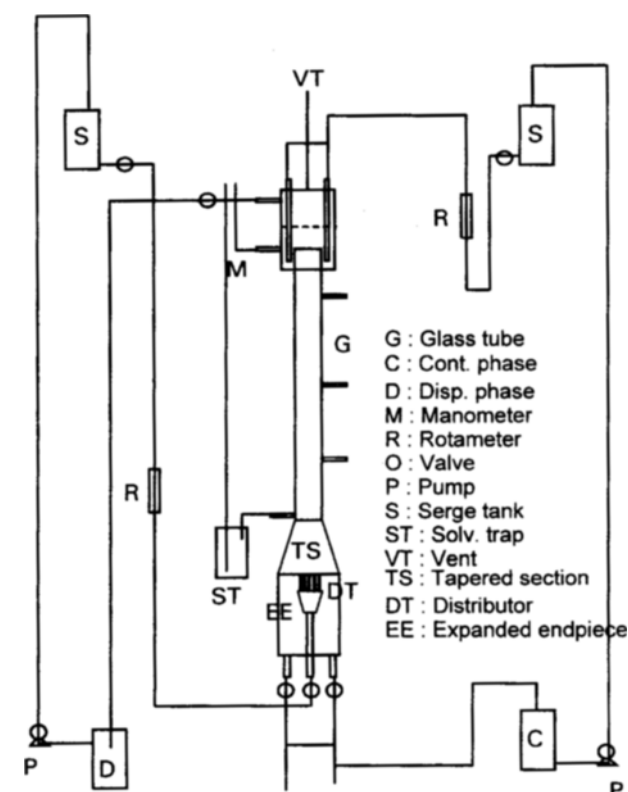 VT
S
S
R
M
G
G : Glass tube
C : Cont. phase
D : Disp. phase
M : Manometer
R : Rotameter
O : Valve
P : Pump
S : Serge tank
ST : Solv. trap
VT : Vent
TS : Tapered section
DT : Distributor
EE : Expanded endpiece
R
TS
ST
DT
EE
C
P
D
P